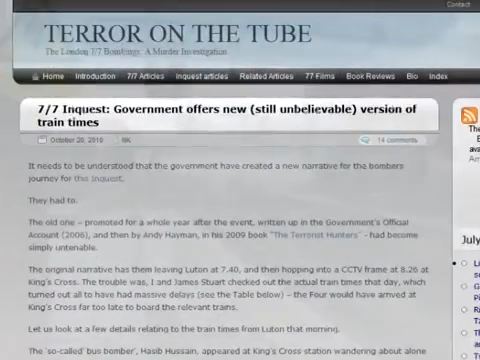 Contact
TERROR ON THE TUBE
The London 7/7 Bombings: A Murder Investigation
Home Introduction 7/7 Articles Inquest articles Related Articles 77 Films Book Reviews Bio Index
7/7 Inquest: Government offers new (still unbelievable) version of
train times
October 20, 2010 NK 14 comments
It needs to be understood that the government have created a new narrative for the bombers
journey for the Inquest.
They had to.
The old one – promoted for a whole year after the event, written up in the Government's Official
Account (2006), and then by Andy Hayman, in his 2009 book "The Terrorist Hunters" - had become
simply untenable.
The original narrative has them leaving Luton at 7.40, and then hopping into a CCTV frame at 8.26 at
King's Cross. The trouble was, I and James Stuart checked out the actual train times that day, which
turned out to have had massive delays (see the Table below) – the Four would have arrived at
King's Cross far too late to board the relevant trains.
Let us look at a few details relating to the train times from Luton that morning.
The 'so-called' bus bomber', Hasib Hussain, appeared at King's Cross station wandering about alone
The
July